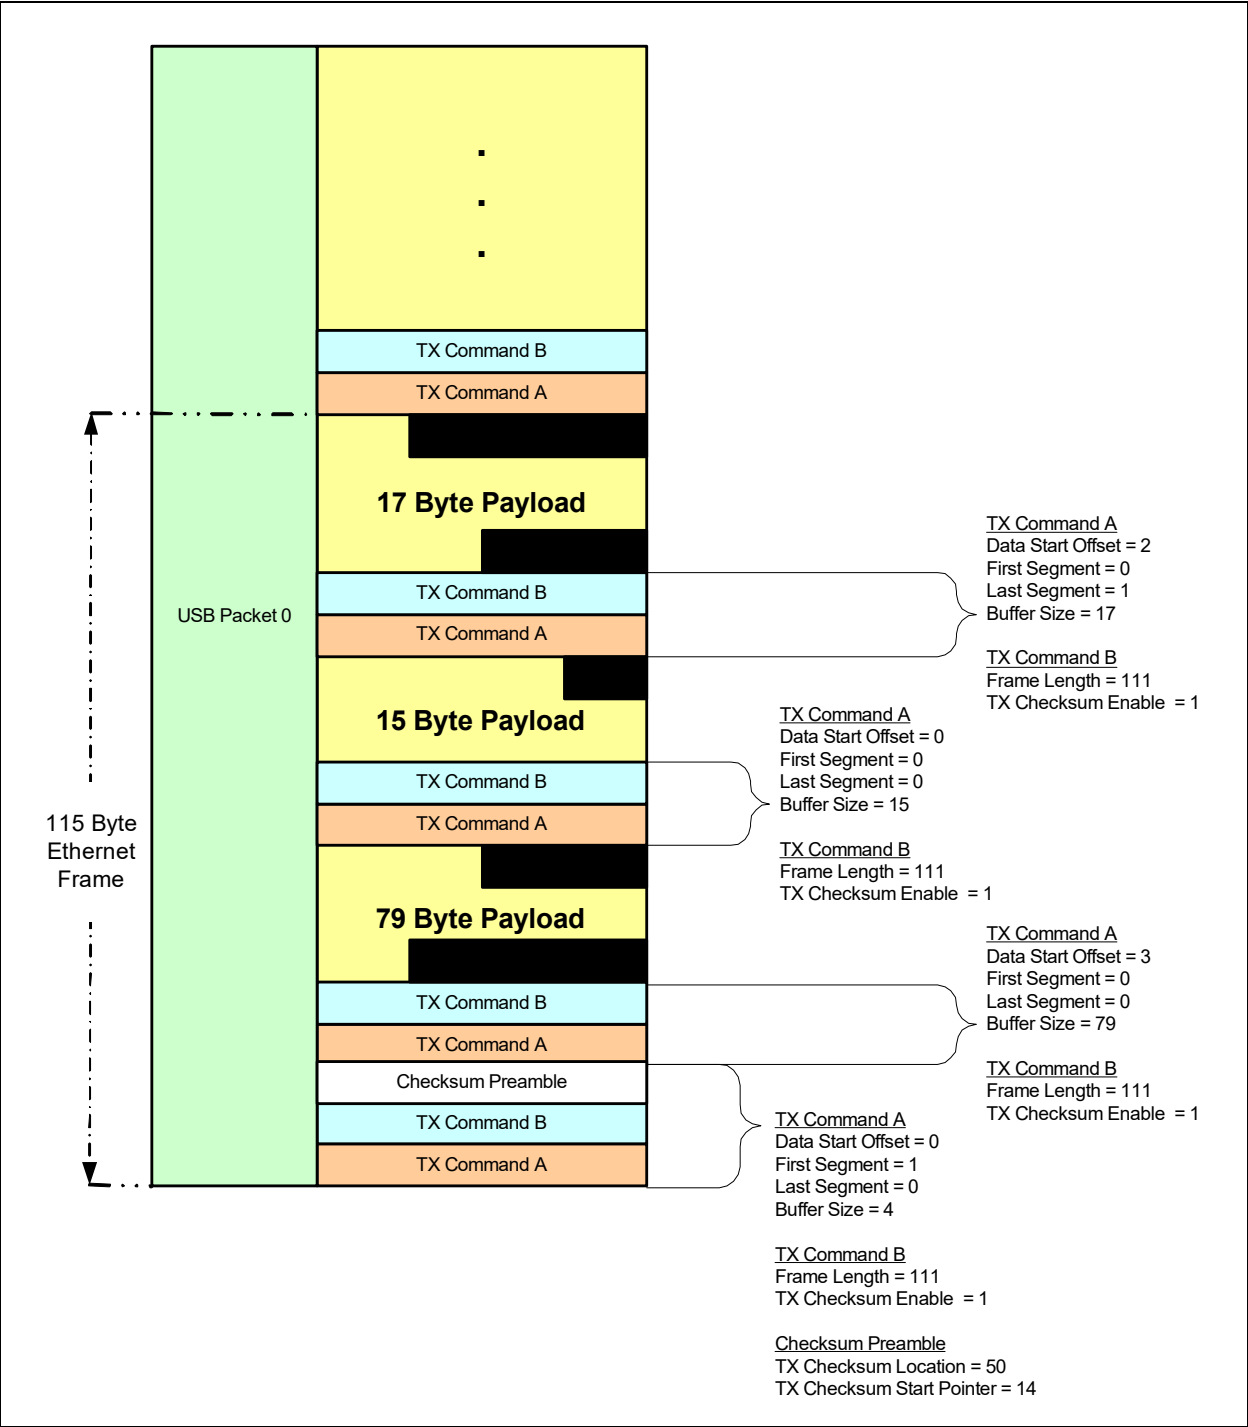 TX Command B
TX Command A
17 Byte Payload
TX Command B
TX Command A
USB Packet 0
15 Byte Payload
TX Command B
TX Command A
115 Byte
Ethernet
Frame
79 Byte Payload
TX Command B
TX Command A
Checksum Preamble
TX Command B
TX Command A
TX Command A
Data Start Offset = 2
First Segment = 0
Last Segment = 1
Buffer Size = 17
TX Command B
Frame Length = 111
TX Checksum Enable = 1
TX Command A
Data Start Offset = 0
First Segment = 0
Last Segment = 0
Buffer Size = 15
TX Command B
Frame Length = 111
TX Checksum Enable = 1
TX Command A
Data Start Offset = 3
First Segment = 0
Last Segment = 0
Buffer Size = 79
TX Command B
Frame Length = 111
TX Checksum Enable = 1
TX Command A
Data Start Offset = 0
First Segment = 1
Last Segment = 0
Buffer Size = 4
TX Command B
Frame Length = 111
TX Checksum Enable = 1
Checksum Preamble
TX Checksum Location = 50
TX Checksum Start Pointer = 14